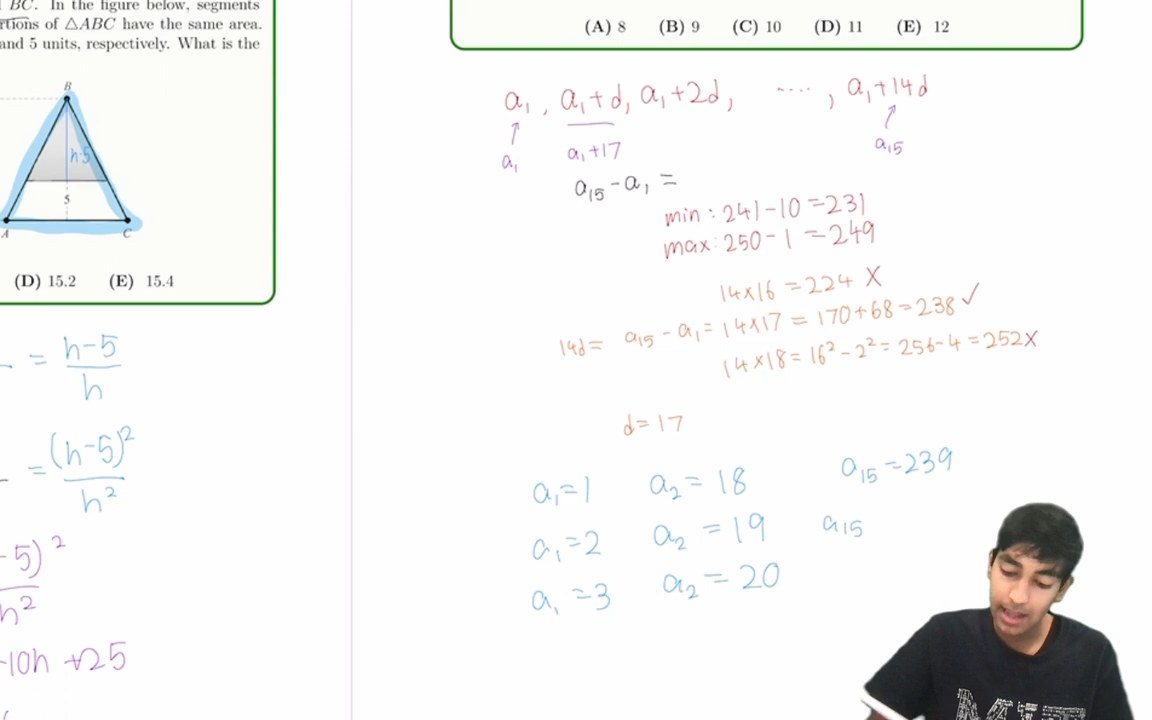 BC. In the figure below, segments
rtions of △ABC have the same area.
and 5 units, respectively. What is the
B
h-5
5
A
C
(D) 15.2 (E) 15.4
= h-5
h
= (h-5)²
h²
-5)²
h²
-10h +25
(A) 8 (B) 9 (C) 10 (D) 11 (E) 12
a₁, a₁+d, a₁+2d, ...., a₁+14d
a₁ a₁+17 a₁₅
a₁₅-a₁ =
min: 241-10=231
max: 250-1=249
14×16=224 X
14d= a₁₅-a₁= 14×17=170+68=238 ✓
14×18=16²-2²=256-4=252X
d=17
a₁=1 a₂=18 a₁₅=239
a₁=2 a₂=19 a₁₅
a₁=3 a₂=20